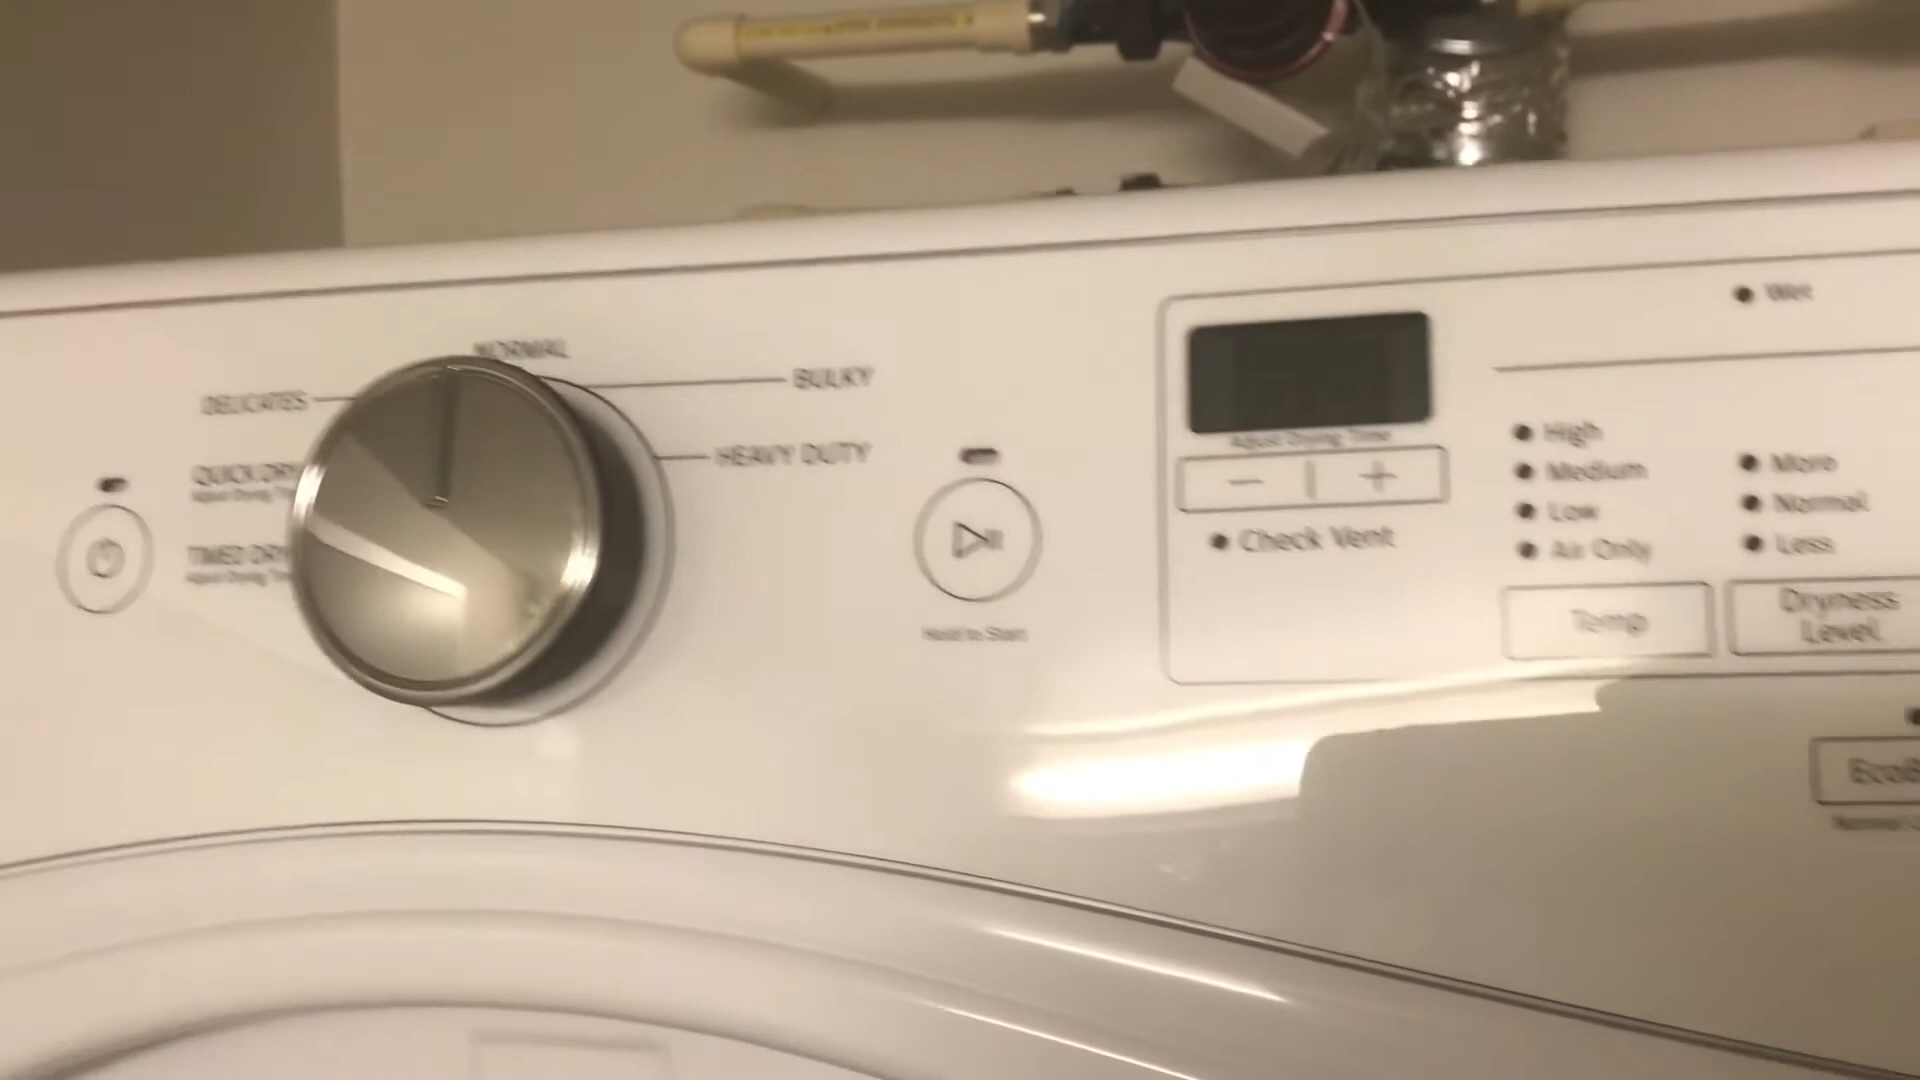 NORMAL
DELICATES
BULKY
QUICK DRY
HEAVY DUTY
TIMED DRY
Hold to Start
Adjust Drying Time
− | +
Check Vent
Wet
High
Medium
Low
Air Only
Temp
More
Normal
Less
Dryness
Level